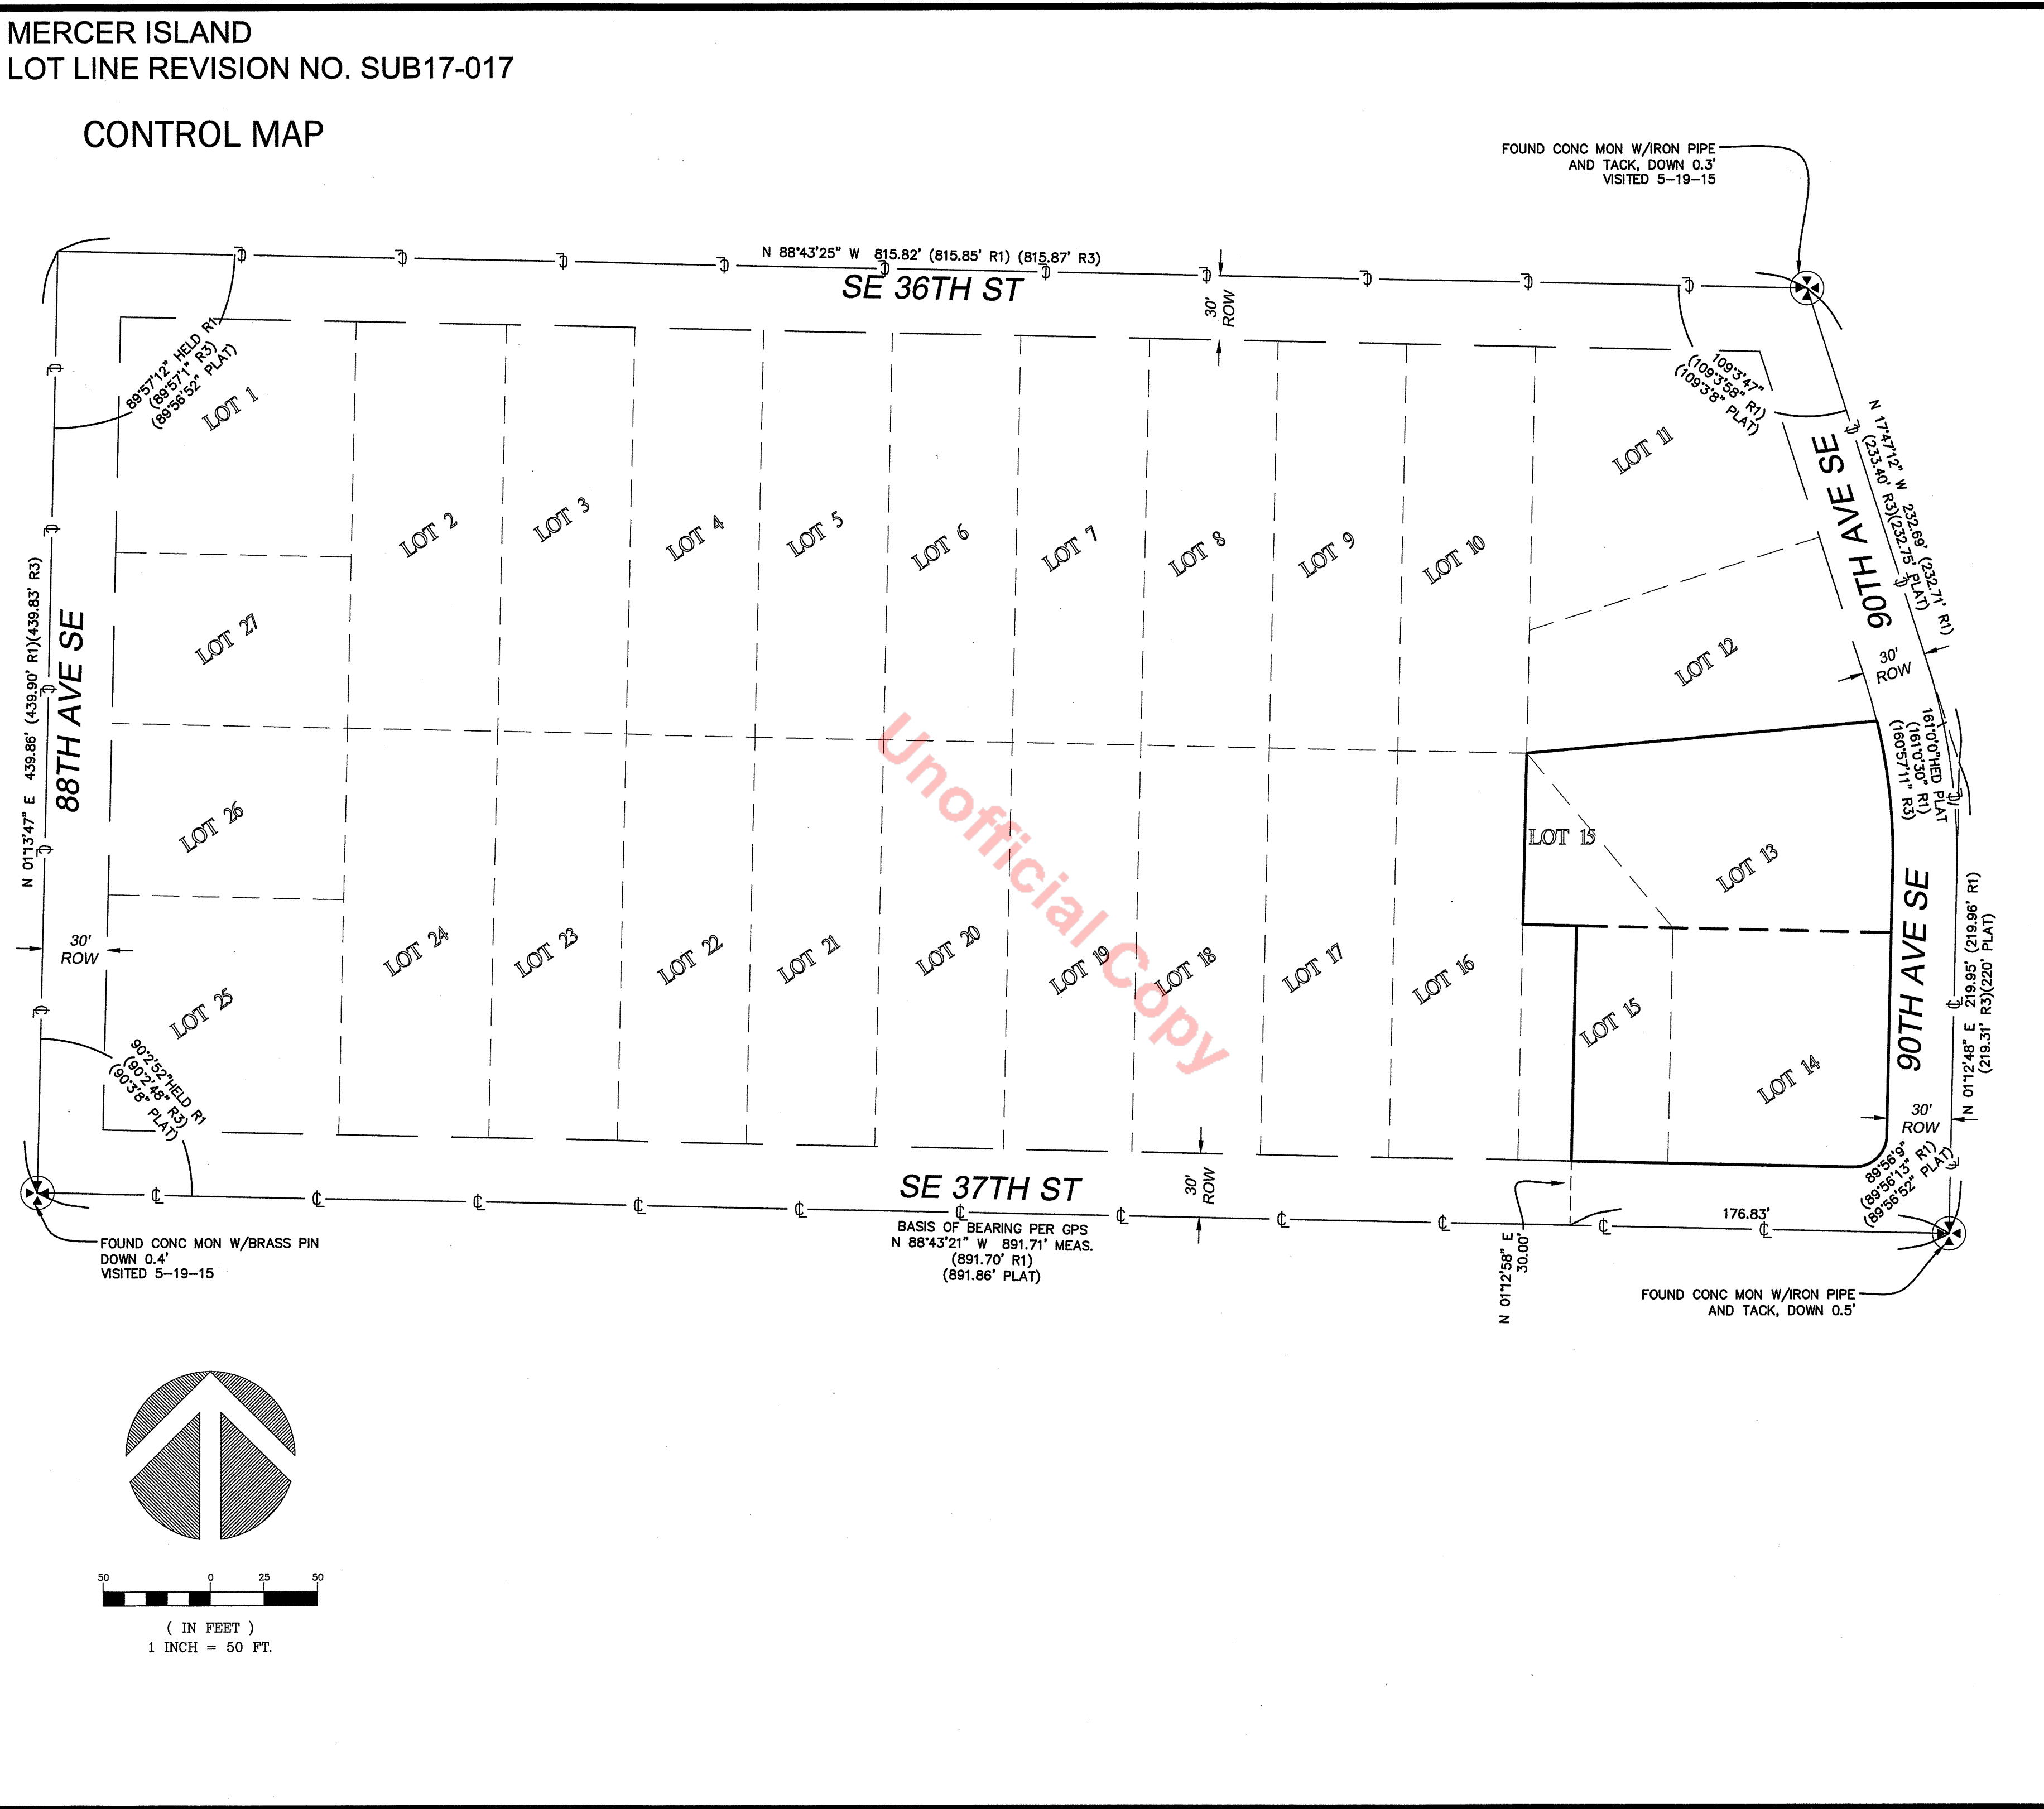 MERCER ISLAND
LOT LINE REVISION NO. SUB17-017
CONTROL MAP
FOUND CONC MON W/IRON PIPE
AND TACK, DOWN 0.3'
VISITED 5-19-15
N 88°43'25" W 815.82' (815.85' R1) (815.87' R3)
SE 36TH ST
30'
ROW
89°57'12" HELD R1
(89°57'1" R3)
(89°56'52" PLAT)
109°3'47"
(109°3'58" R1)
(109°3'8" PLAT)
N 17°47'12" W 232.69' (232.71' R1)
(233.40' R3)(232.75' PLAT)
90TH AVE SE
30'
ROW
LOT 1
LOT 2
LOT 3
LOT 4
LOT 5
LOT 6
LOT 7
LOT 8
LOT 9
LOT 10
LOT 11
LOT 12
LOT 27
LOT 26
N 01°13'47" E 439.86' (439.90' R1)(439.83' R3)
88TH AVE SE
30'
ROW
161°0'0"HED PLAT
(161°0'30" R1)
(160°57'11" R3)
LOT 15
LOT 13
Unofficial Copy
LOT 25
LOT 24
LOT 23
LOT 22
LOT 21
LOT 20
LOT 19
LOT 18
LOT 17
LOT 16
LOT 15
LOT 14
90TH AVE SE
N 01°12'48" E 219.95' (219.96' R1)
(219.31' R3)(220' PLAT)
30'
ROW
90°2'52"HELD R1
(90°2'48" R3)
(90°3'8" PLAT)
89°56'9"
(89°56'13" R1)
(89°56'52" PLAT)
SE 37TH ST
30'
ROW
BASIS OF BEARING PER GPS
N 88°43'21" W 891.71' MEAS.
(891.70' R1)
(891.86' PLAT)
176.83'
N 01°12'58" E
30.00'
FOUND CONC MON W/BRASS PIN
DOWN 0.4'
VISITED 5-19-15
FOUND CONC MON W/IRON PIPE
AND TACK, DOWN 0.5'
50 0 25 50
( IN FEET )
1 INCH = 50 FT.